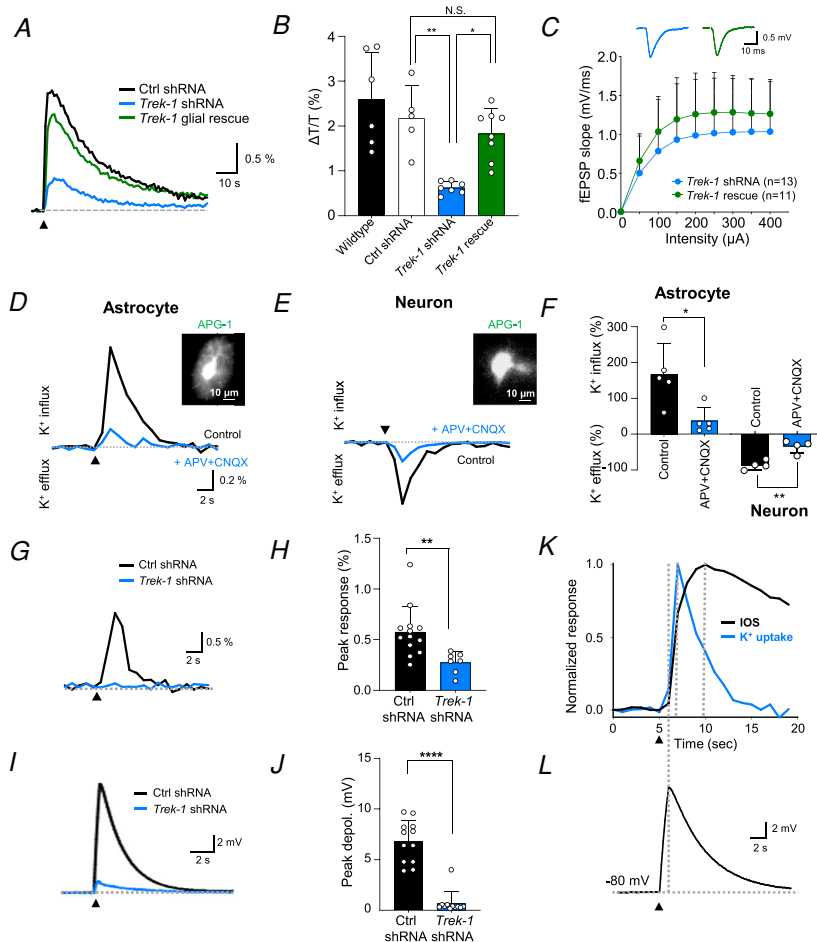 A
Ctrl shRNA
Trek-1 shRNA
Trek-1 glial rescue
0.5 %
10 s
B
N.S.
**
*
ΔT/T (%)
4
3
2
1
0
Wildtype
Ctrl shRNA
Trek-1 shRNA
Trek-1 rescue
C
0.5 mV
10 ms
fEPSP slope (mV/ms)
2.0
1.5
1.0
0.5
0.0
Trek-1 shRNA (n=13)
Trek-1 rescue (n=11)
0
100
200
300
400
Intensity (µA)
D
Astrocyte
APG-1
10 µm
K⁺ influx
K⁺ efflux
Control
+ APV+CNQX
0.2 %
2 s
E
Neuron
APG-1
10 µm
K⁺ influx
K⁺ efflux
+ APV+CNQX
Control
F
Astrocyte
*
K⁺ influx (%)
K⁺ efflux (%)
300
200
100
0
-100
Control
APV+CNQX
Control
APV+CNQX
**
Neuron
G
Ctrl shRNA
Trek-1 shRNA
0.5 %
2 s
H
**
Peak response (%)
1.5
1.0
0.5
0.0
Ctrl
shRNA
Trek-1
shRNA
K
Normalized response
1.0
0.5
0.0
IOS
K⁺ uptake
0
5
10
15
20
Time (sec)
I
Ctrl shRNA
Trek-1 shRNA
2 mV
2 s
J
****
Peak depol. (mV)
15
10
5
0
Ctrl
shRNA
Trek-1
shRNA
L
-80 mV
2 mV
2 s